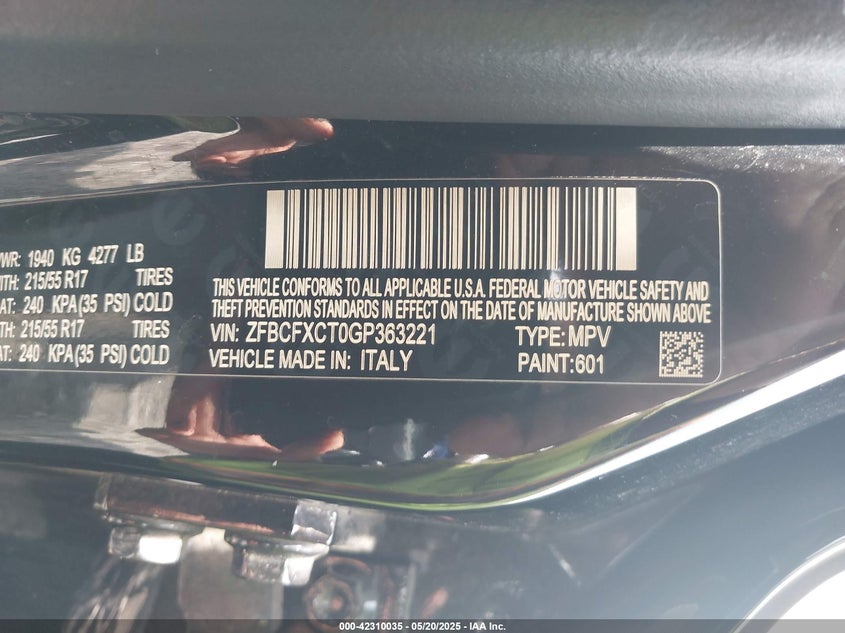 VWR: 1940 KG 4277 LB
WITH: 215/55 R17 TIRES
AT: 240 KPA(35 PSI) COLD
WITH: 215/55 R17 TIRES
AT: 240 KPA(35 PSI) COLD
THIS VEHICLE CONFORMS TO ALL APPLICABLE U.S.A. FEDERAL MOTOR VEHICLE SAFETY AND
THEFT PREVENTION STANDARDS IN EFFECT ON THE DATE OF MANUFACTURE SHOWN ABOVE
VIN: ZFBCFXCT0GP363221 TYPE: MPV
VEHICLE MADE IN: ITALY PAINT: 601
000-42310035 - 05/20/2025 - IAA Inc.